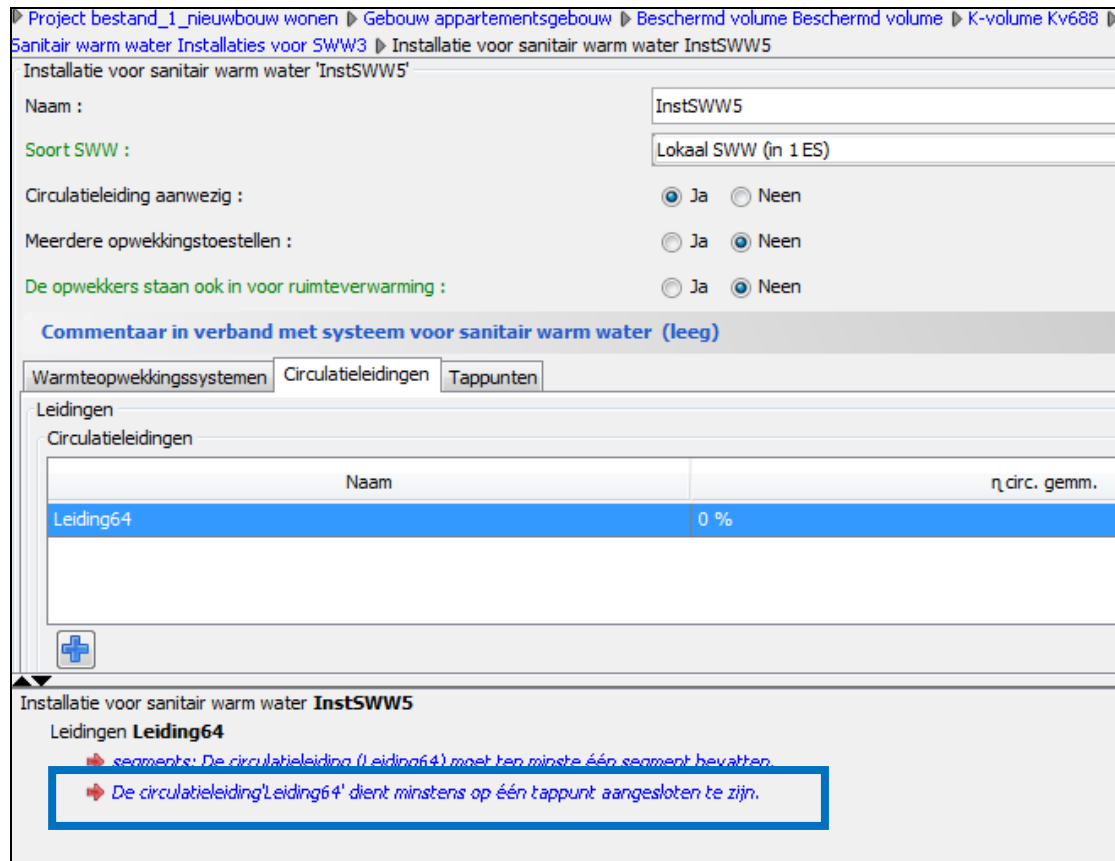 Project bestand_1_nieuwbouw wonen Gebouw appartementsgebouw Beschermd volume Beschermd volume K-volume Kv688
Sanitair warm water Installaties voor SWW3 Installatie voor sanitair warm water InstSWW5
Installatie voor sanitair warm water 'InstSWW5'
Naam : InstSWW5
Soort SWW : Lokaal SWW (in 1 ES)
Circulatieleiding aanwezig : Ja Neen
Meerdere opwekkingstoestellen : Ja Neen
De opwekkers staan ook in voor ruimteverwarming : Ja Neen
Commentaar in verband met systeem voor sanitair warm water (leeg)
Warmteopwekkingssystemen Circulatieleidingen Tappunten
Leidingen
Circulatieleidingen
Naam η circ. gemm.
Leiding64 0 %
Installatie voor sanitair warm water InstSWW5
Leidingen Leiding64
segments: De circulatieleiding (Leiding64) moet ten minste één segment bevatten.
De circulatieleiding'Leiding64' dient minstens op één tappunt aangesloten te zijn.